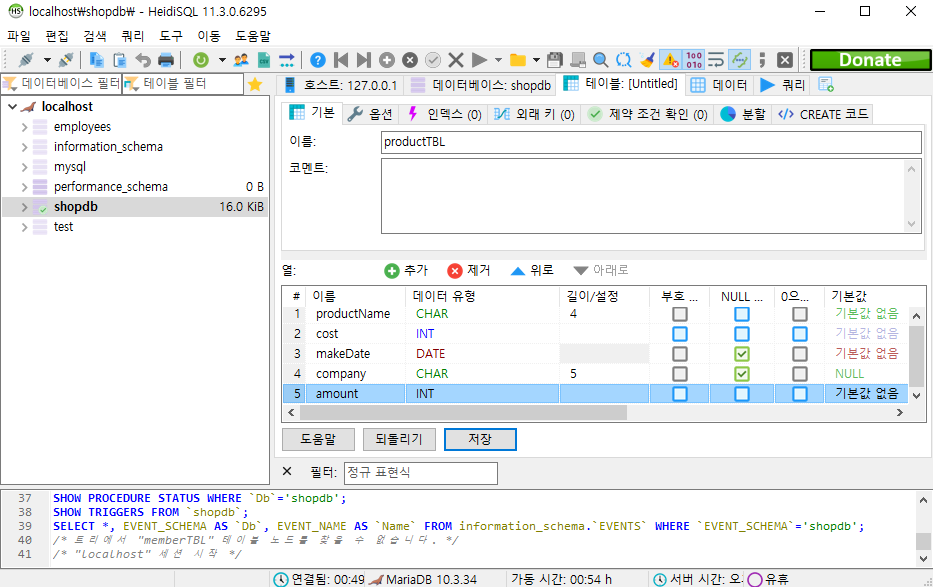 localhost\shopdb\ - HeidiSQL 11.3.0.6295
파일 편집 검색 쿼리 도구 이동 도움말
Donate
데이터베이스 필터 테이블 필터
호스트: 127.0.0.1 데이터베이스: shopdb 테이블: [Untitled] 데이터 쿼리
localhost
employees
information_schema
mysql
performance_schema 0 B
shopdb 16.0 KiB
test
기본 옵션 인덱스 (0) 외래 키 (0) 제약 조건 확인 (0) 분할 CREATE 코드
이름: productTBL
코멘트:
열: 추가 제거 위로 아래로
# 이름 데이터 유형 길이/설정 부호 ... NULL ... 0으... 기본값
1 productName CHAR 4 기본값 없음
2 cost INT 기본값 없음
3 makeDate DATE 기본값 없음
4 company CHAR 5 NULL
5 amount INT 기본값 없음
도움말 되돌리기 저장
필터: 정규 표현식
37 SHOW PROCEDURE STATUS WHERE `Db`='shopdb';
38 SHOW TRIGGERS FROM `shopdb`;
39 SELECT *, EVENT_SCHEMA AS `Db`, EVENT_NAME AS `Name` FROM information_schema.`EVENTS` WHERE `EVENT_SCHEMA`='shopdb';
40 /* 트리에서 "memberTBL" 테이블 노드를 찾을 수 없습니다. */
41 /* "localhost" 세션 시작 */
연결됨: 00:49 MariaDB 10.3.34 가동 시간: 00:54 h 서버 시간: 오. 유휴